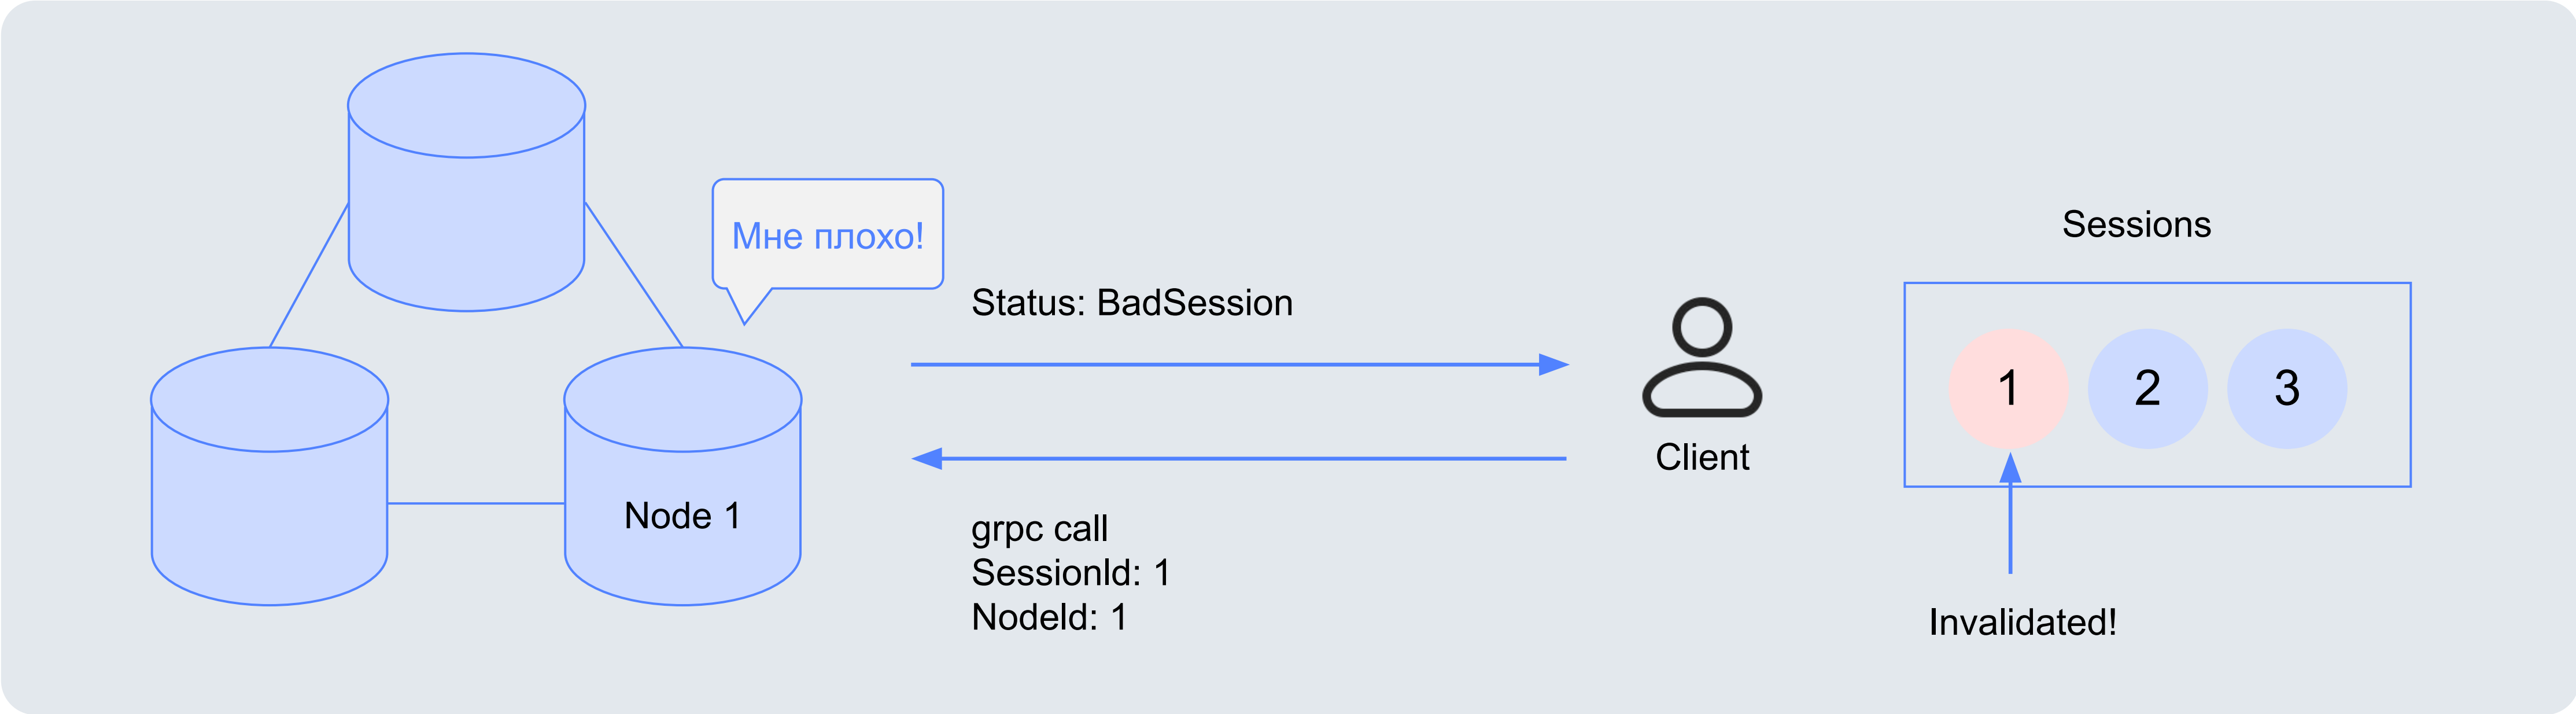 Мне плохо!
Status: BadSession
Node 1
grpc call
SessionId: 1
NodeId: 1
Client
Sessions
1
2
3
Invalidated!